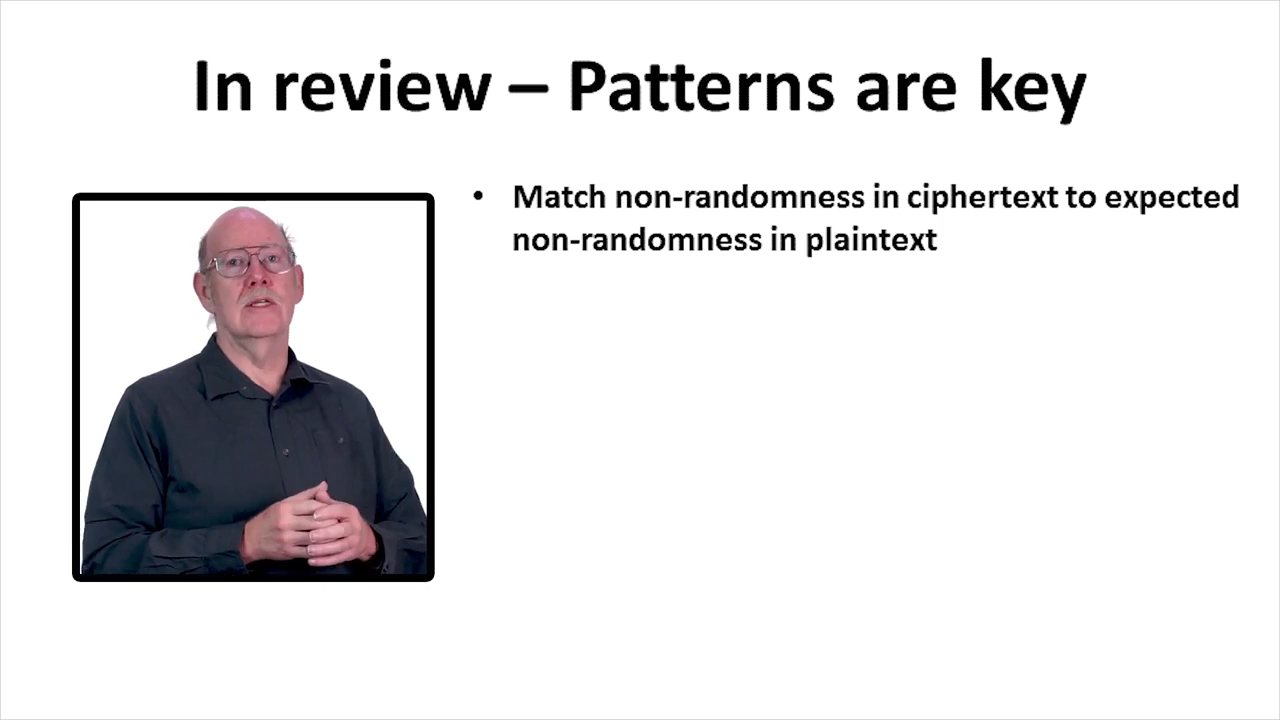 In review – Patterns are key
• Match non-randomness in ciphertext to expected
non-randomness in plaintext